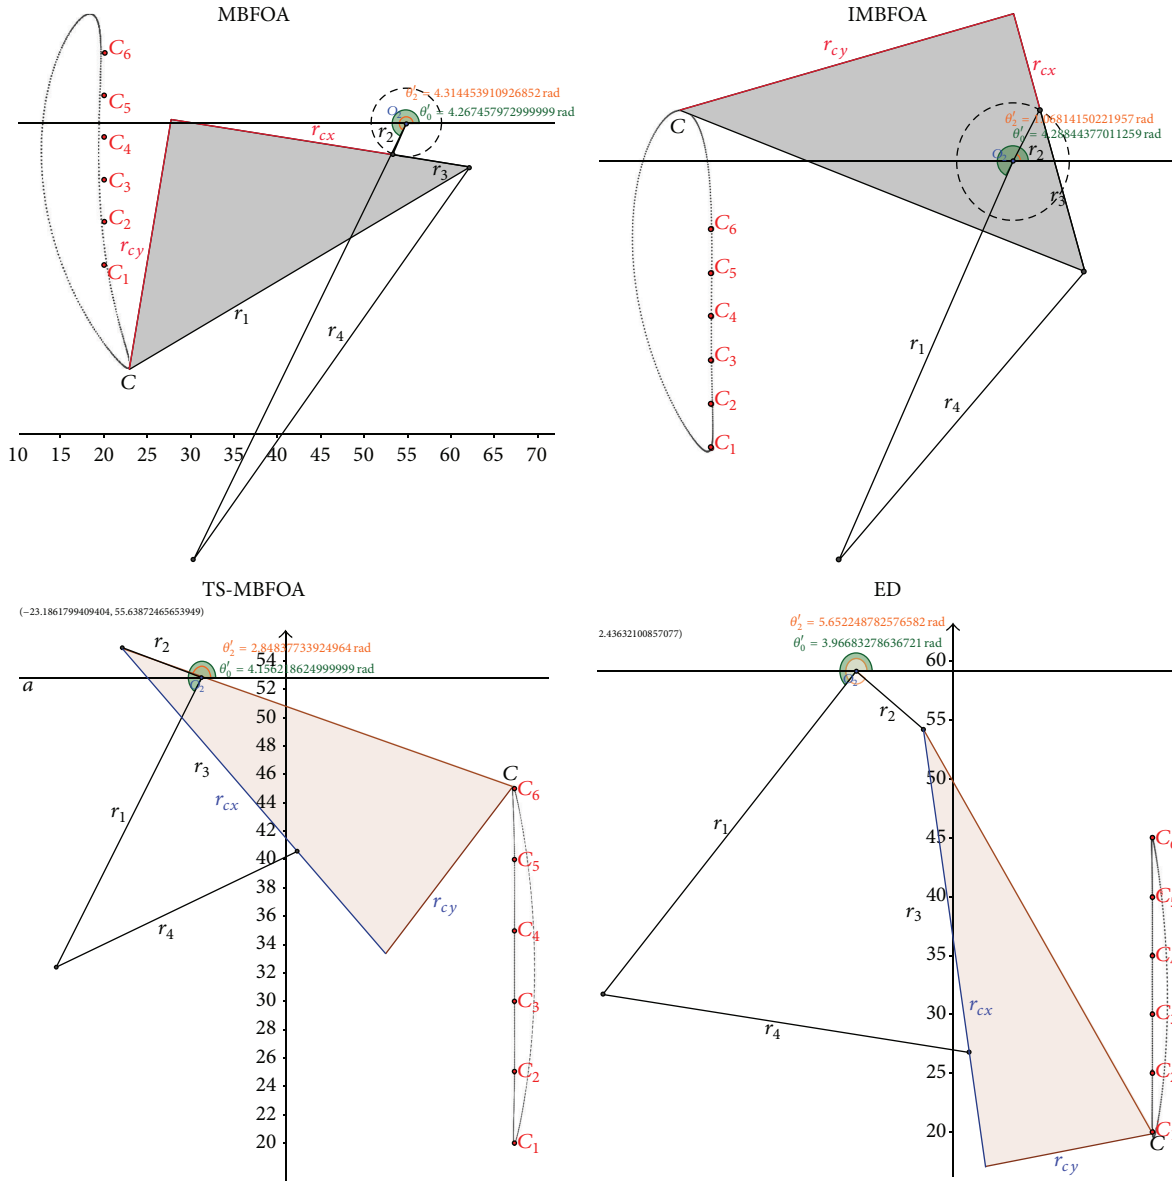 MBFOA
C6
C5
C4
C3
C2
C1
θ′2 = 4.314453910926852 rad
θ′0 = 4.267457972999999 rad
O2
r2
rcx
r3
rcy
r1
r4
C
10 15 20 25 30 35 40 45 50 55 60 65 70
IMBFOA
rcy
rcx
C
θ′0 = 4.28844377011259 rad
r2
r3
C6
C5
C4
C3
C2
C1
r1
r4
TS-MBFOA
(−23.1861799409404, 55.63872465653949)
r2
θ′2 = 2.84837733924964 rad
θ′0 = 4.156218624999999 rad
O2
a
54
52
50
48
46
44
42
40
38
36
34
32
30
28
26
24
22
20
r3
rcx
r1
r4
rcy
C
C6
C5
C4
C3
C2
C1
ED
2.43632100857077)
θ′2 = 5.652248782576582 rad
θ′0 = 3.96683278636721 rad
O2
60
55
50
45
40
35
30
25
20
r2
r1
r3
rcx
r4
rcy
C